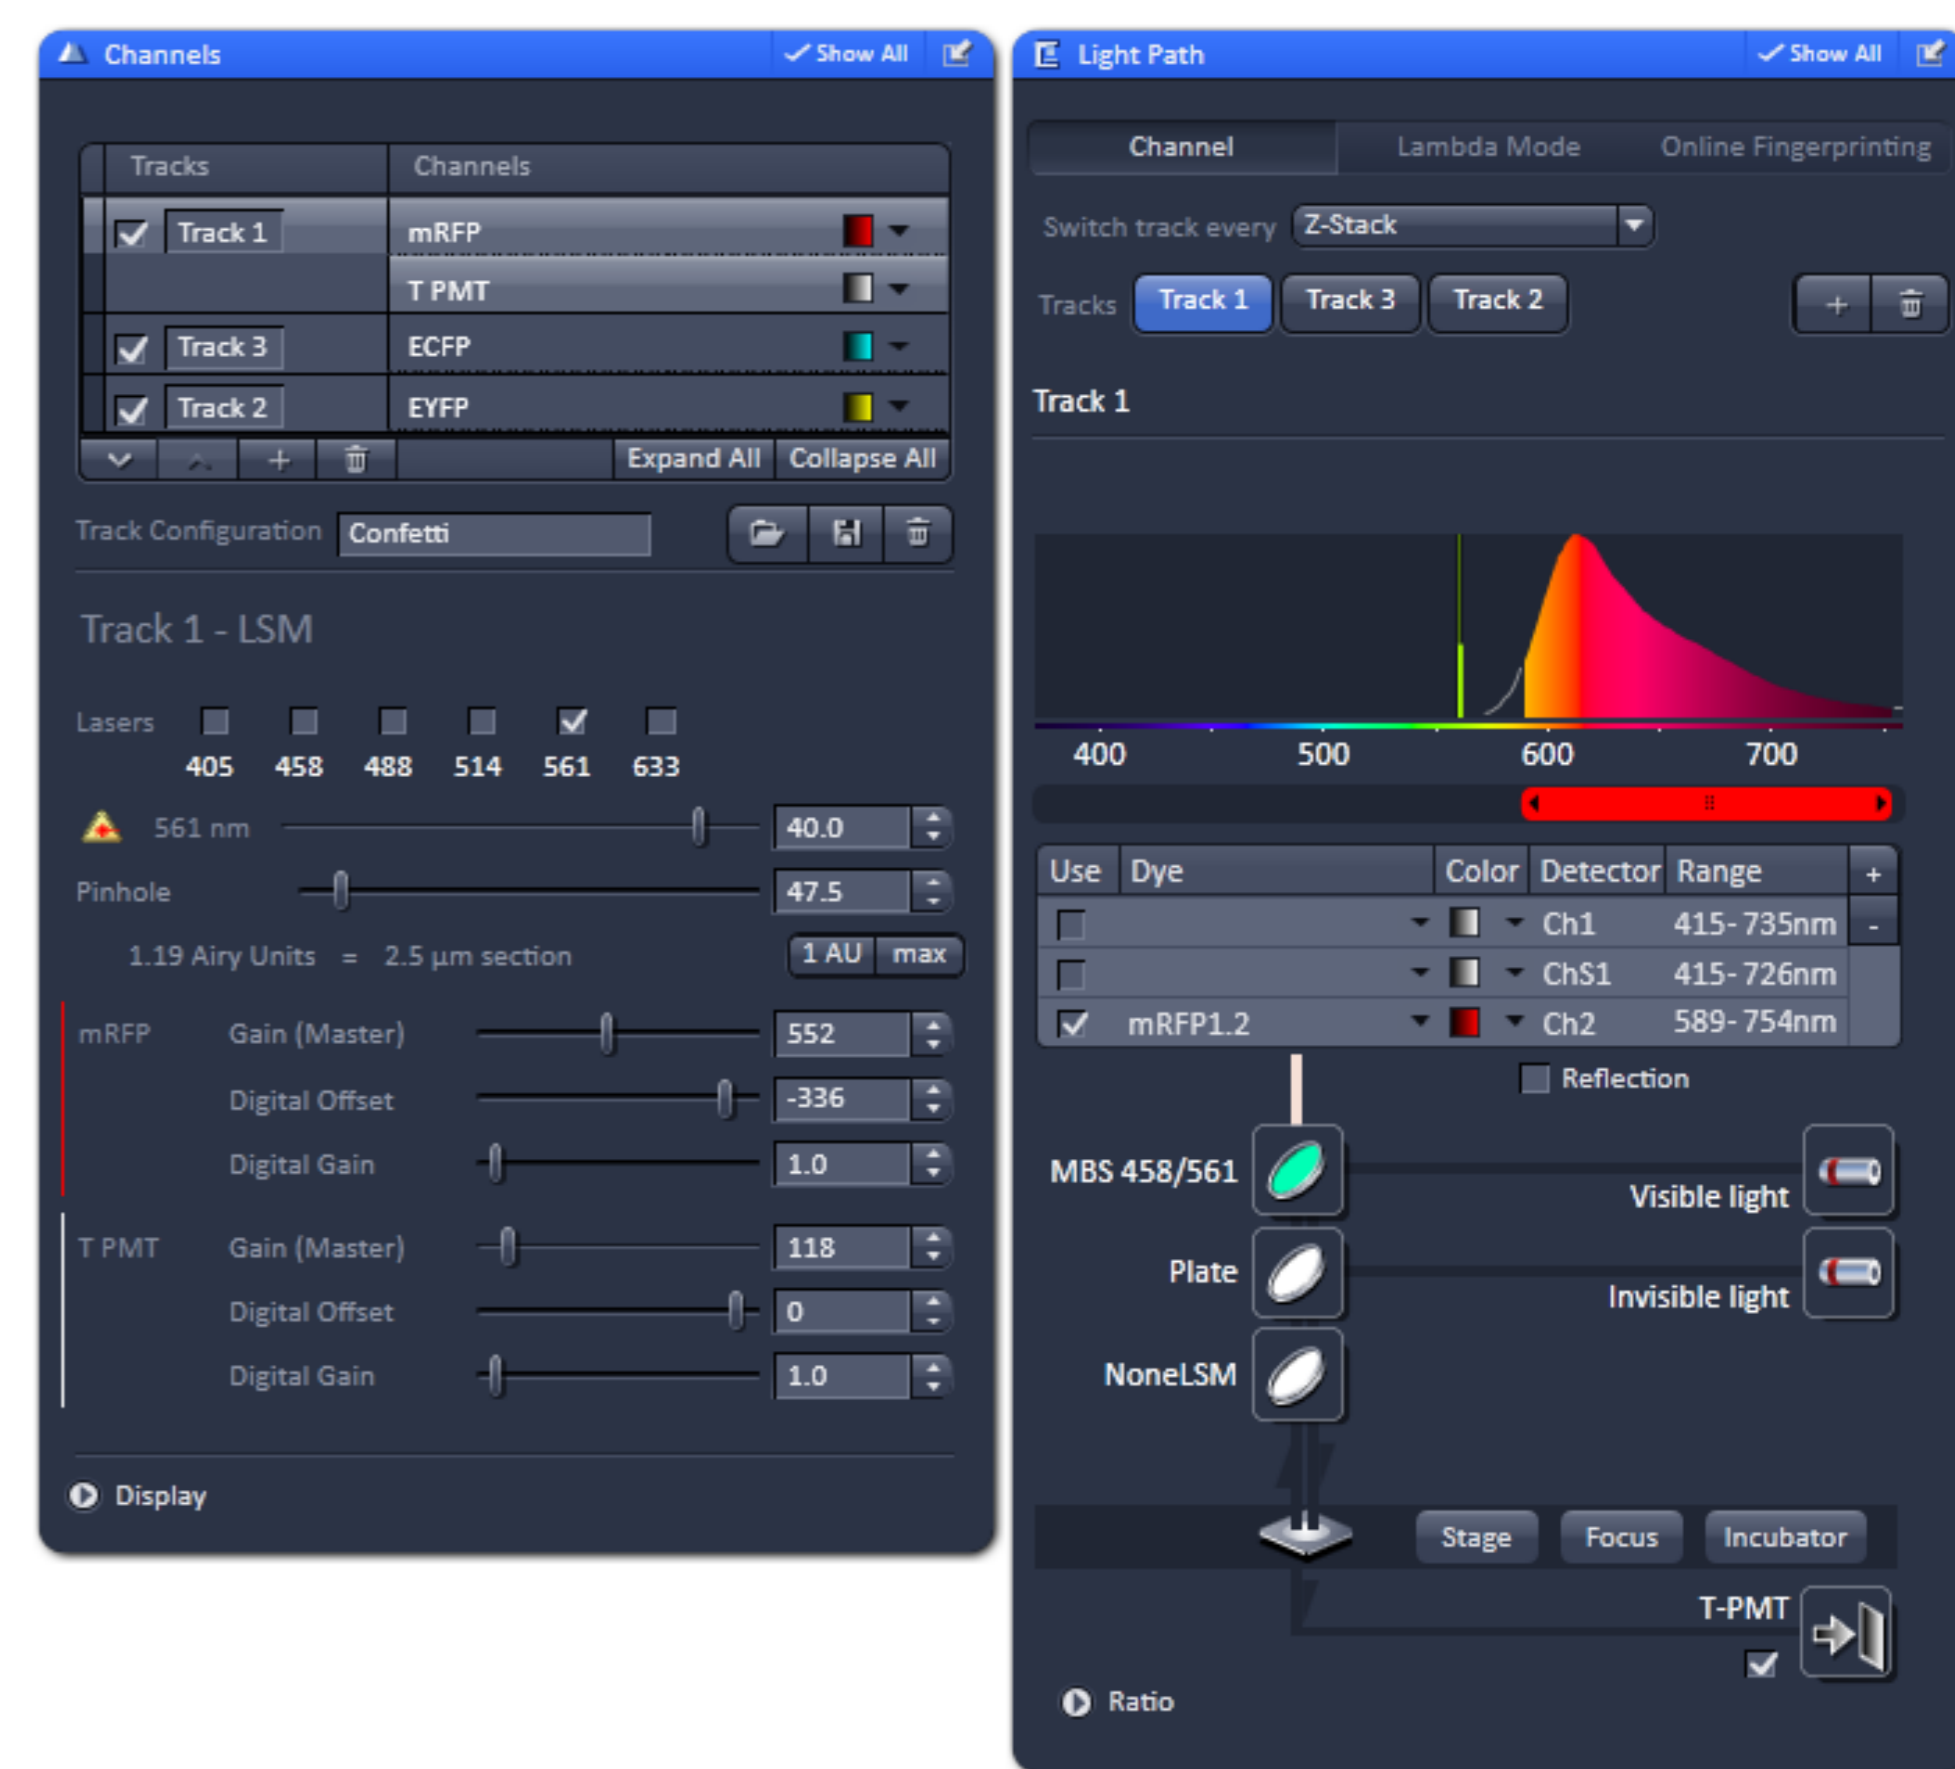 Channels
Show All
Tracks Channels
Track 1 mRFP
T PMT
Track 3 ECFP
Track 2 EYFP
+ Expand All Collapse All
Track Configuration Confetti
Track 1 - LSM
Lasers
405 458 488 514 561 633
561 nm 40.0
Pinhole 47.5
1.19 Airy Units = 2.5 µm section 1 AU max
mRFP Gain (Master) 552
Digital Offset -336
Digital Gain 1.0
T PMT Gain (Master) 118
Digital Offset 0
Digital Gain 1.0
Display
Light Path
Show All
Channel Lambda Mode Online Fingerprinting
Switch track every Z-Stack
Tracks Track 1 Track 3 Track 2 +
Track 1
400 500 600 700
Use Dye Color Detector Range +
Ch1 415-735nm -
ChS1 415-726nm
mRFP1.2 Ch2 589-754nm
Reflection
MBS 458/561
Visible light
Plate
Invisible light
NoneLSM
Stage Focus Incubator
T-PMT
Ratio